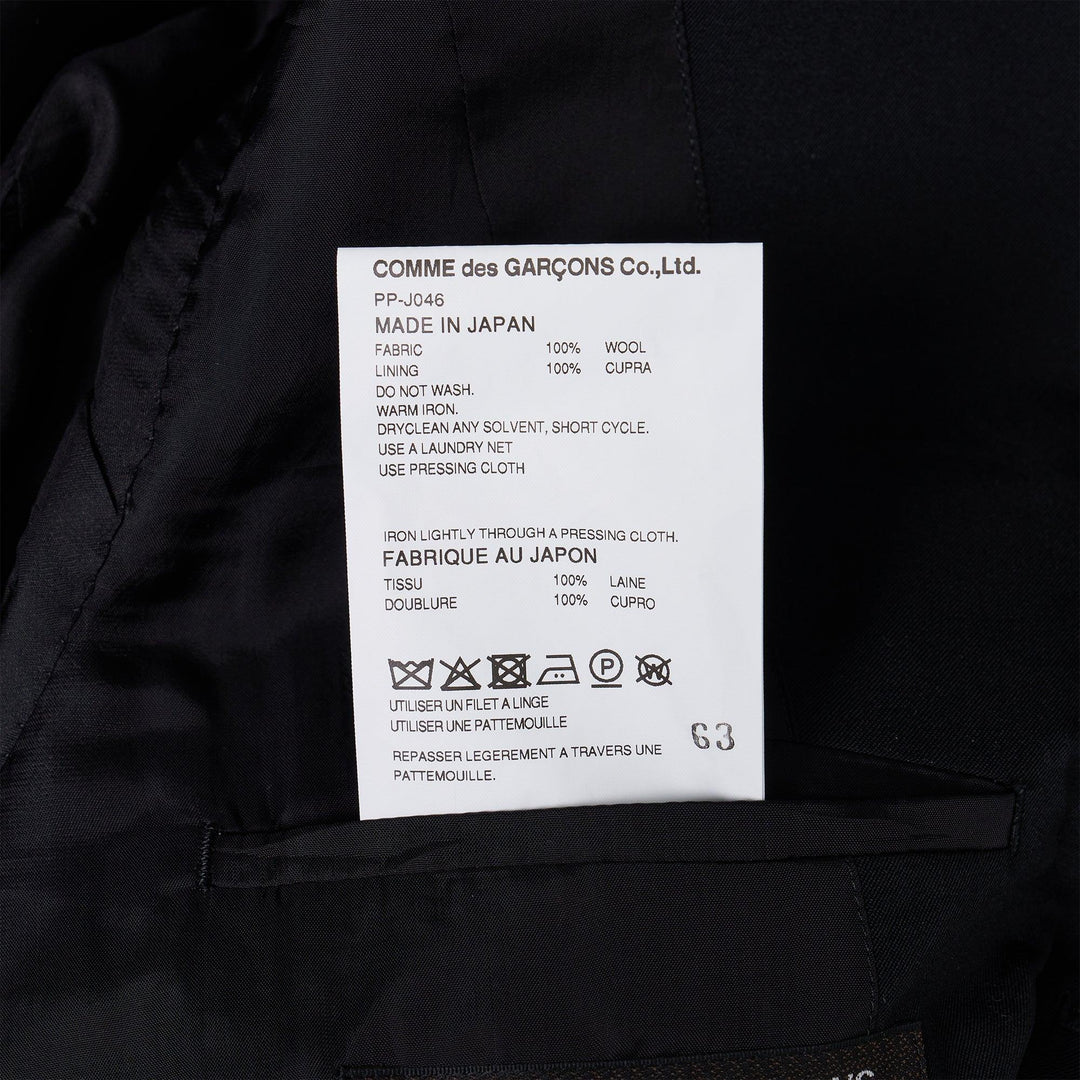 COMME des GARÇONS Co.,Ltd.
PP-J046
MADE IN JAPAN
FABRIC 100% WOOL
LINING 100% CUPRA
DO NOT WASH.
WARM IRON.
DRYCLEAN ANY SOLVENT, SHORT CYCLE.
USE A LAUNDRY NET
USE PRESSING CLOTH
IRON LIGHTLY THROUGH A PRESSING CLOTH.
FABRIQUE AU JAPON
TISSU 100% LAINE
DOUBLURE 100% CUPRO
P W
UTILISER UN FILET A LINGE
UTILISER UNE PATTEMOUILLE
63
REPASSER LEGEREMENT A TRAVERS UNE
PATTEMOUILLE.